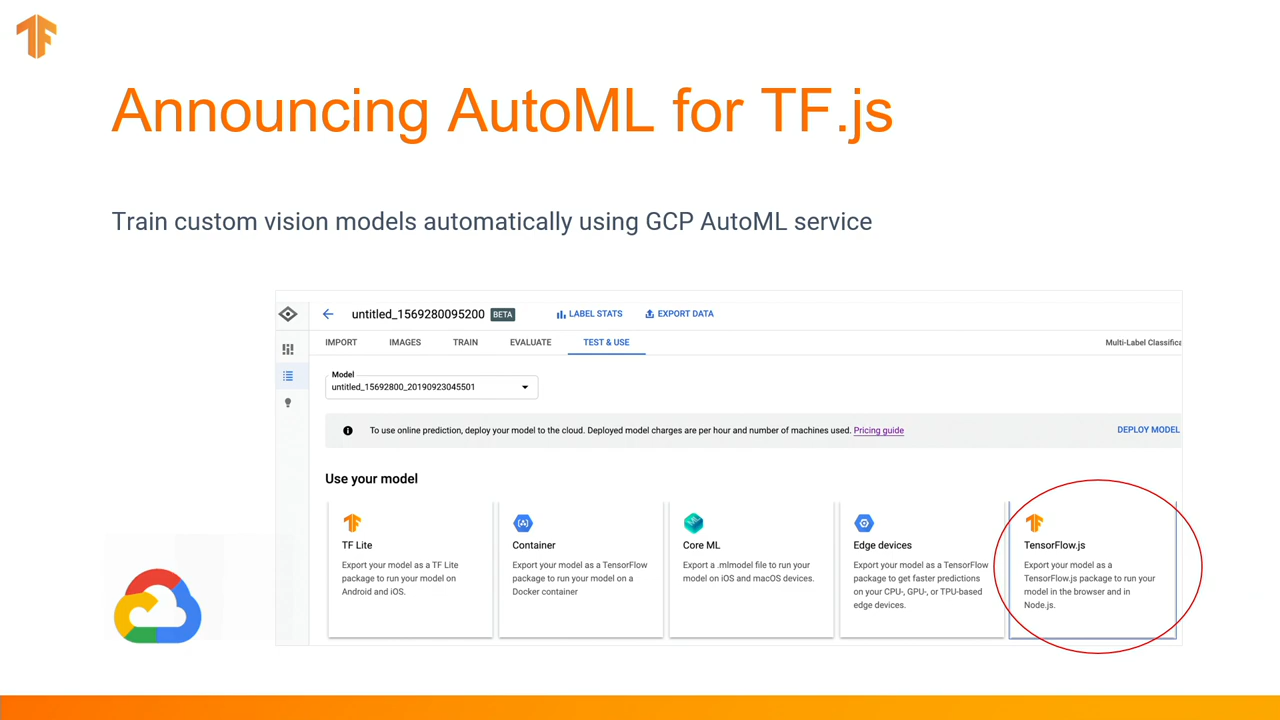 Announcing AutoML for TF.js
Train custom vision models automatically using GCP AutoML service
untitled_1569280095200 BETA LABEL STATS EXPORT DATA
IMPORT IMAGES TRAIN EVALUATE TEST & USE Multi-Label Classifica
Model
untitled_15692800_20190923045501
To use online prediction, deploy your model to the cloud. Deployed model charges are per hour and number of machines used. Pricing guide DEPLOY MODEL
Use your model
TF Lite
Export your model as a TF Lite
package to run your model on
Android and iOS.
Container
Export your model as a TensorFlow
package to run your model on a
Docker container
Core ML
Export a .mlmodel file to run your
model on iOS and macOS devices.
Edge devices
Export your model as a TensorFlow
package to get faster predictions
on your CPU-, GPU-, or TPU-based
edge devices.
TensorFlow.js
Export your model as a
TensorFlow.js package to run your
model in the browser and in
Node.js.